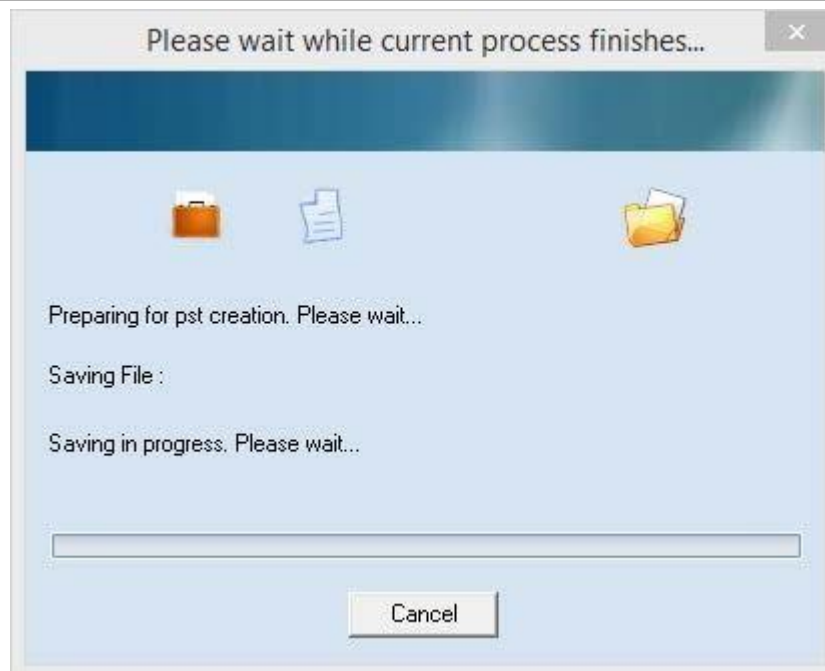 Please wait while current process finishes...
Preparing for pst creation. Please wait...
Saving File :
Saving in progress. Please wait...
Cancel